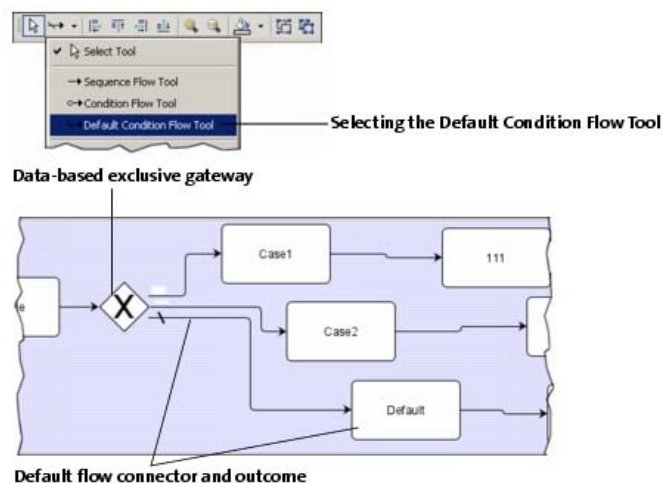 Select Tool
Sequence Flow Tool
Condition Flow Tool
Default Condition Flow Tool
Selecting the Default Condition Flow Tool
Data-based exclusive gateway
Case1
111
e
X
Case2
Default
Default flow connector and outcome